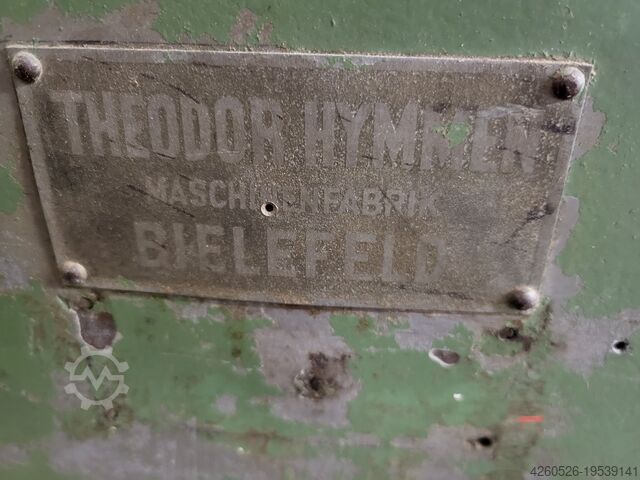 THEODOR HYMMEN
MASCHINENFABRIK
BIELEFELD
4260526-19539141